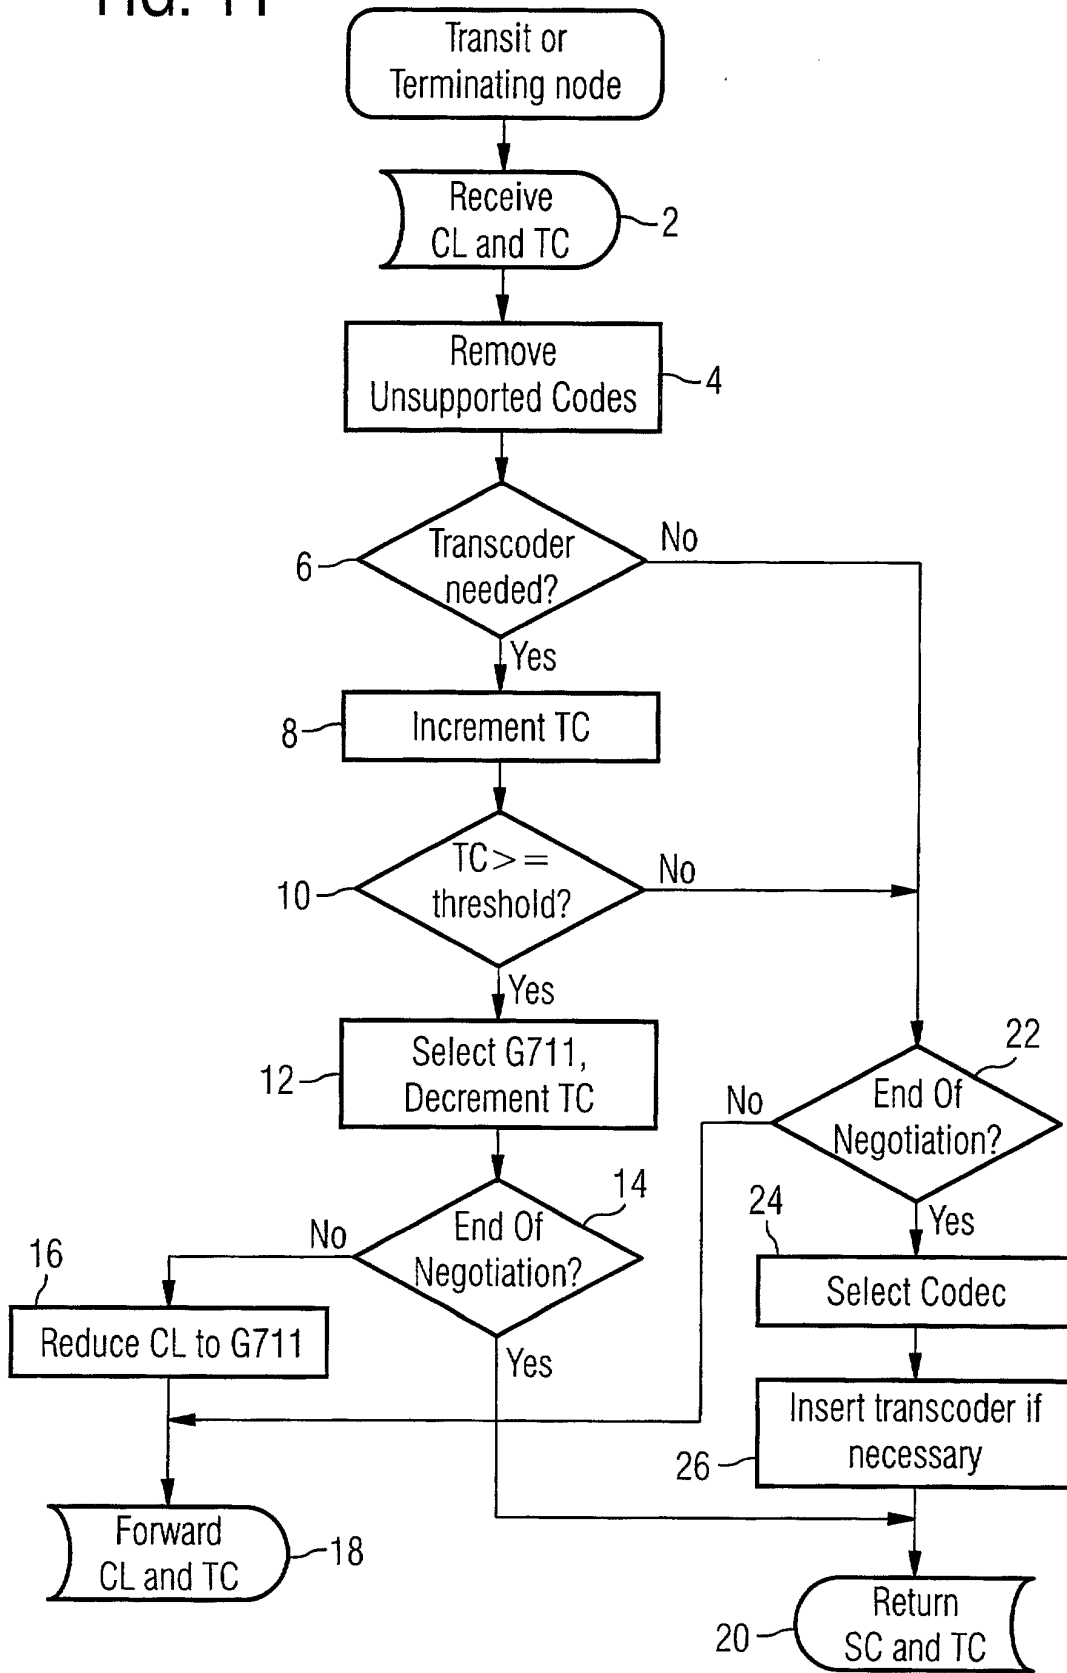 FIG. 11
Transit or
Terminating node
Receive
CL and TC
2
Remove
Unsupported Codes
4
Transcoder
needed?
6
No
Yes
Increment TC
8
TC>=
threshold?
10
No
Yes
Select G711,
Decrement TC
12
End Of
Negotiation?
22
No
Yes
End Of
Negotiation?
14
No
Yes
24
Select Codec
16
Reduce CL to G711
Insert transcoder if
necessary
26
Forward
CL and TC
18
Return
SC and TC
20